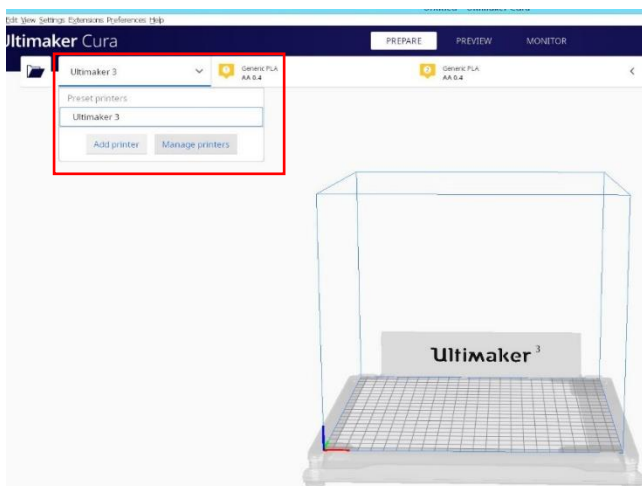 Edit View Settings Extensions Preferences Help
Ultimaker Cura
PREPARE PREVIEW MONITOR
Ultimaker 3
Generic PLA
AA 0.4
Generic PLA
AA 0.4
Preset printers
Ultimaker 3
Add printer Manage printers
Ultimaker 3